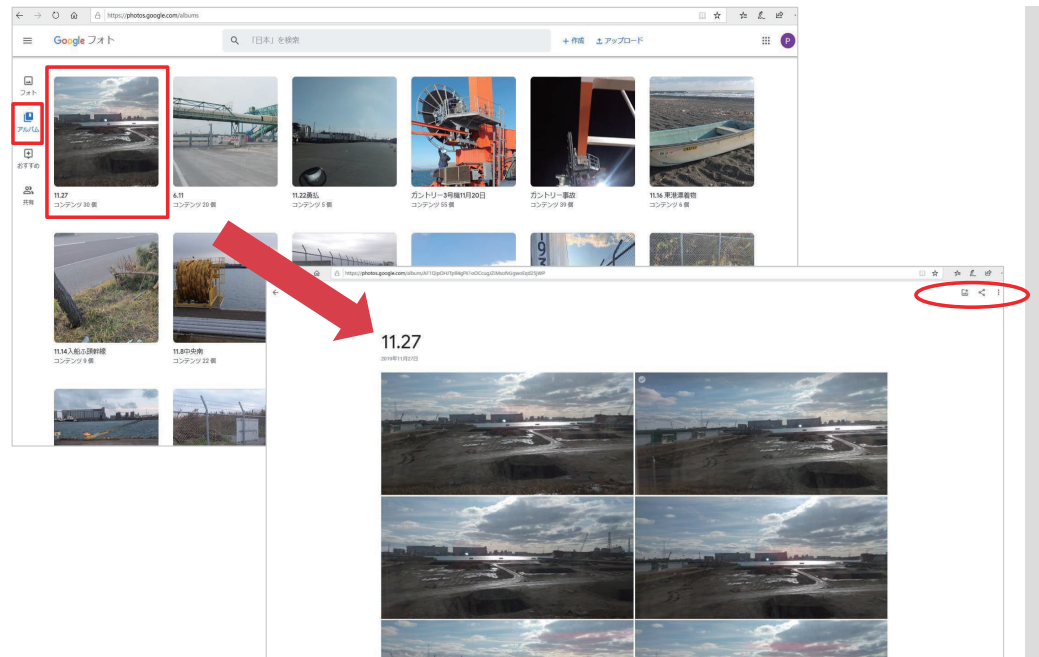 https://photos.google.com/albums
Google フォト
「日本」を検索
+ 作成
アップロード
P
フォト
アルバム
おすすめ
共有
11.27
コンテンツ 30 個
6.11
コンテンツ 20 個
11.22勇払
コンテンツ 5 個
ガントリー3号機11月20日
コンテンツ 55 個
ガントリー事故
コンテンツ 39 個
11.16 東港漂着物
コンテンツ 6 個
11.14入船ふ頭幹線
コンテンツ 9 個
11.8中央南
コンテンツ 22 個
11.27
2019年11月27日